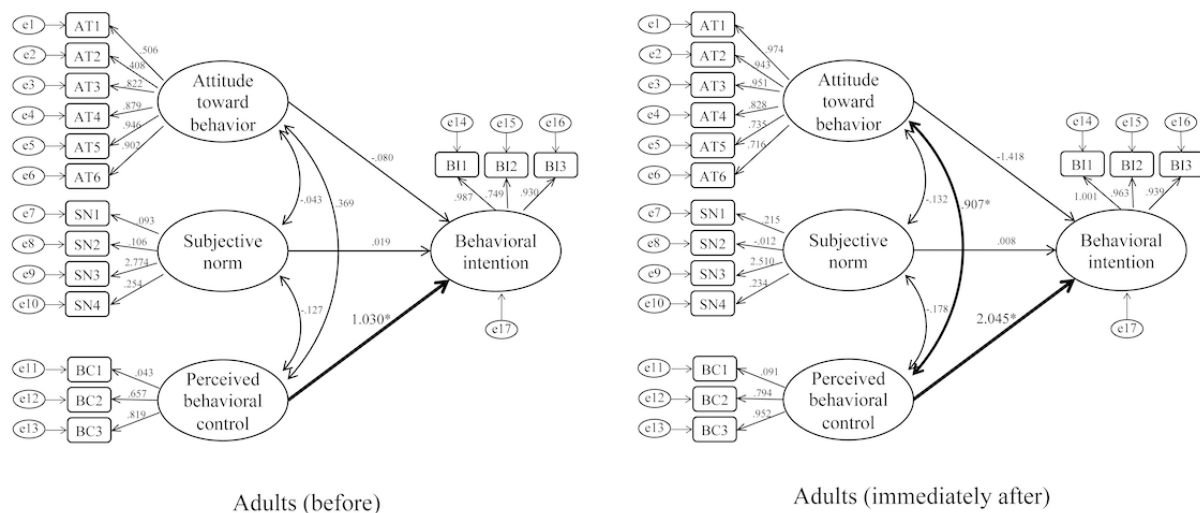 e1
AT1
e2
AT2
e3
AT3
e4
AT4
e5
AT5
e6
AT6
.506
.408
.822
.879
.946
.902
Attitude
toward
behavior
e7
SN1
e8
SN2
e9
SN3
e10
SN4
.093
.106
2.774
.254
Subjective
norm
e11
BC1
e12
BC2
e13
BC3
.043
.657
.819
Perceived
behavioral
control
-.043
.369
-.127
-.080
.019
1.030*
e14
e15
e16
BI1
BI2
BI3
.987
.749
.930
Behavioral
intention
e17
Adults (before)
e1
AT1
e2
AT2
e3
AT3
e4
AT4
e5
AT5
e6
AT6
.974
.943
.951
.828
.735
.716
Attitude
toward
behavior
e7
SN1
e8
SN2
e9
SN3
e10
SN4
.215
-.012
2.510
.234
Subjective
norm
e11
BC1
e12
BC2
e13
BC3
.091
.794
.952
Perceived
behavioral
control
-.132
.907*
-.178
-1.418
.008
2.045*
e14
e15
e16
BI1
BI2
BI3
1.001
.963
.939
Behavioral
intention
e17
Adults (immediately after)